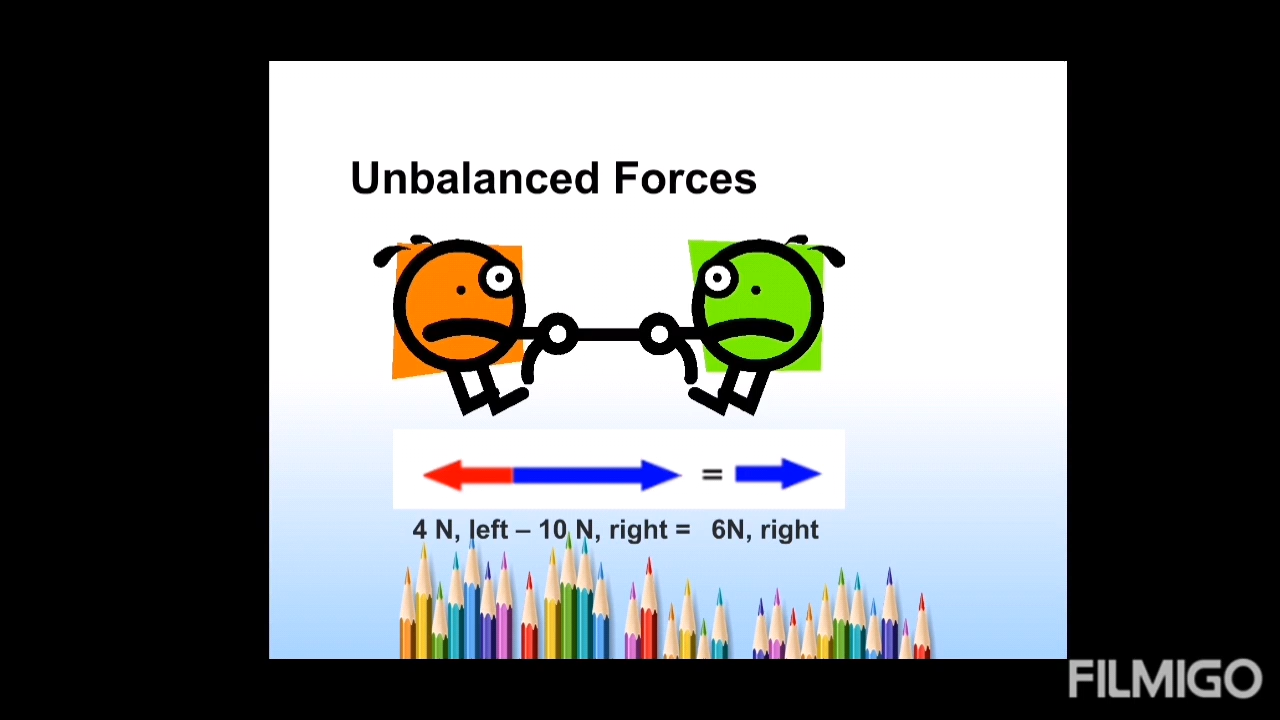 Unbalanced Forces
=
4 N, left – 10 N, right = 6N, right
FILMIGO